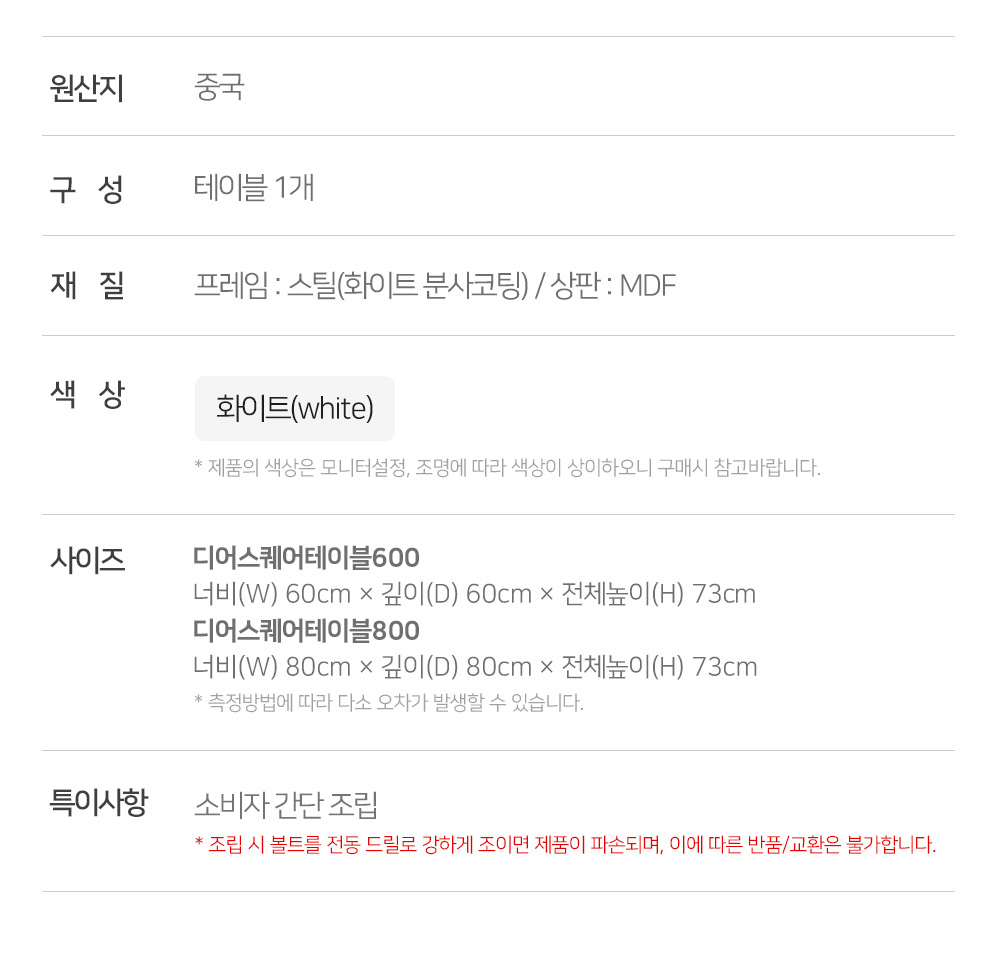 원산지 중국
구 성 테이블 1개
재 질 프레임 : 스틸(화이트 분사코팅) / 상판 : MDF
색 상 화이트(white)
* 제품의 색상은 모니터설정, 조명에 따라 색상이 상이하오니 구매시 참고바랍니다.
사이즈 디어스퀘어테이블600
너비(W) 60cm × 깊이(D) 60cm × 전체높이(H) 73cm
디어스퀘어테이블800
너비(W) 80cm × 깊이(D) 80cm × 전체높이(H) 73cm
* 측정방법에 따라 다소 오차가 발생할 수 있습니다.
특이사항 소비자 간단 조립
* 조립 시 볼트를 전동 드릴로 강하게 조이면 제품이 파손되며, 이에 따른 반품/교환은 불가합니다.